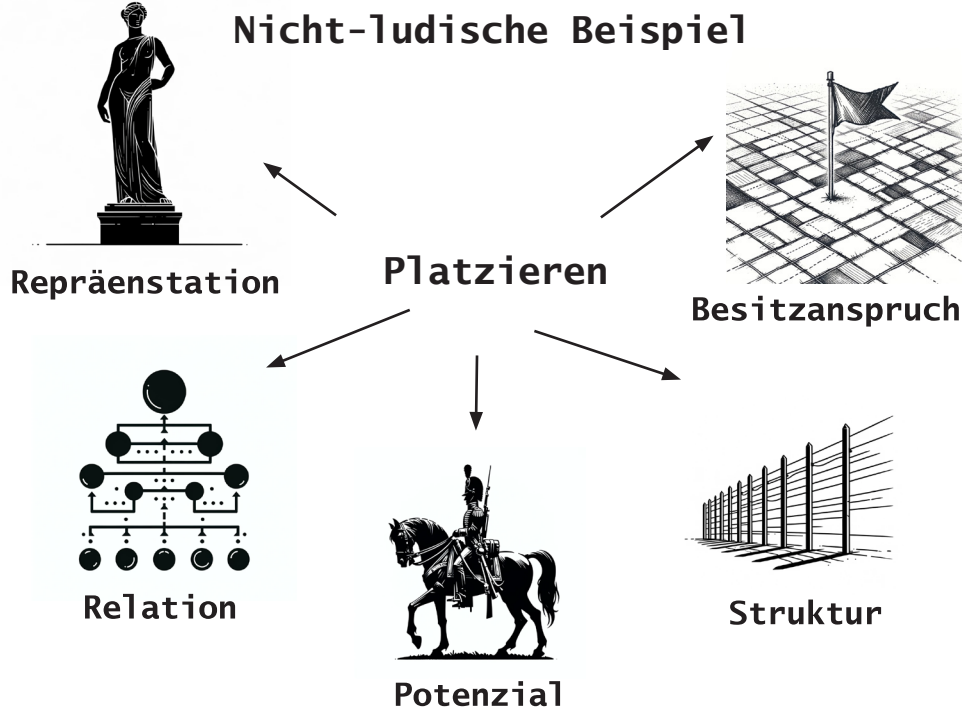 Nicht-ludische Beispiel
Repräenstation
Platzieren
Besitzanspruch
Relation
Struktur
Potenzial